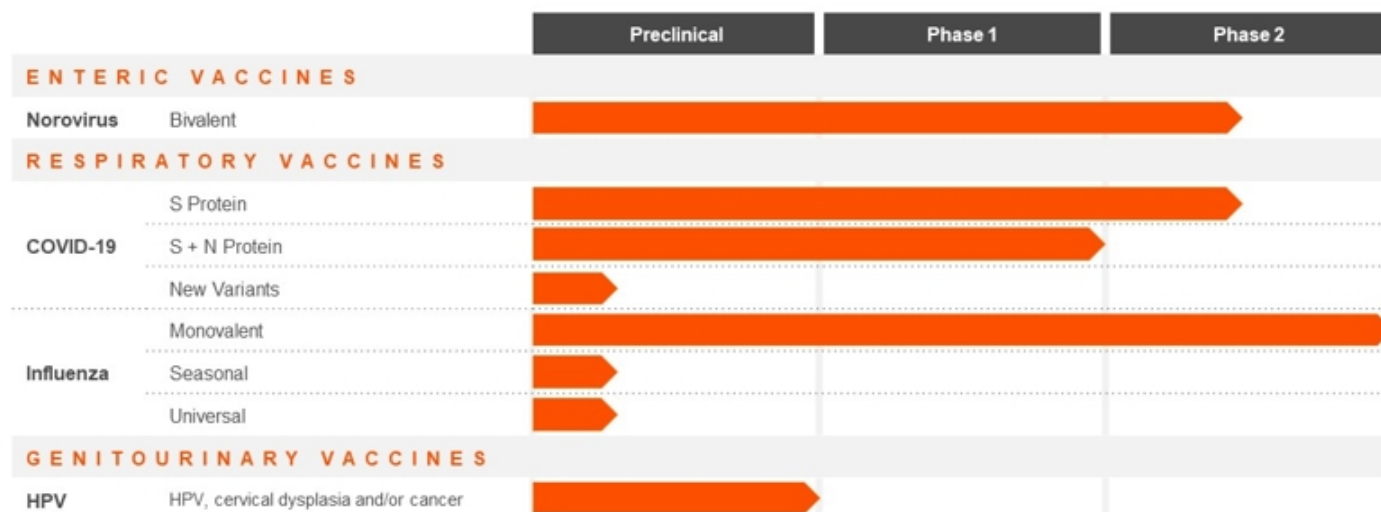 Preclinical Phase 1 Phase 2
ENTERIC VACCINES
Norovirus Bivalent
RESPIRATORY VACCINES
S Protein
COVID-19 S + N Protein
New Variants
Monovalent
Influenza Seasonal
Universal
GENITOURINARY VACCINES
HPV HPV, cervical dysplasia and/or cancer